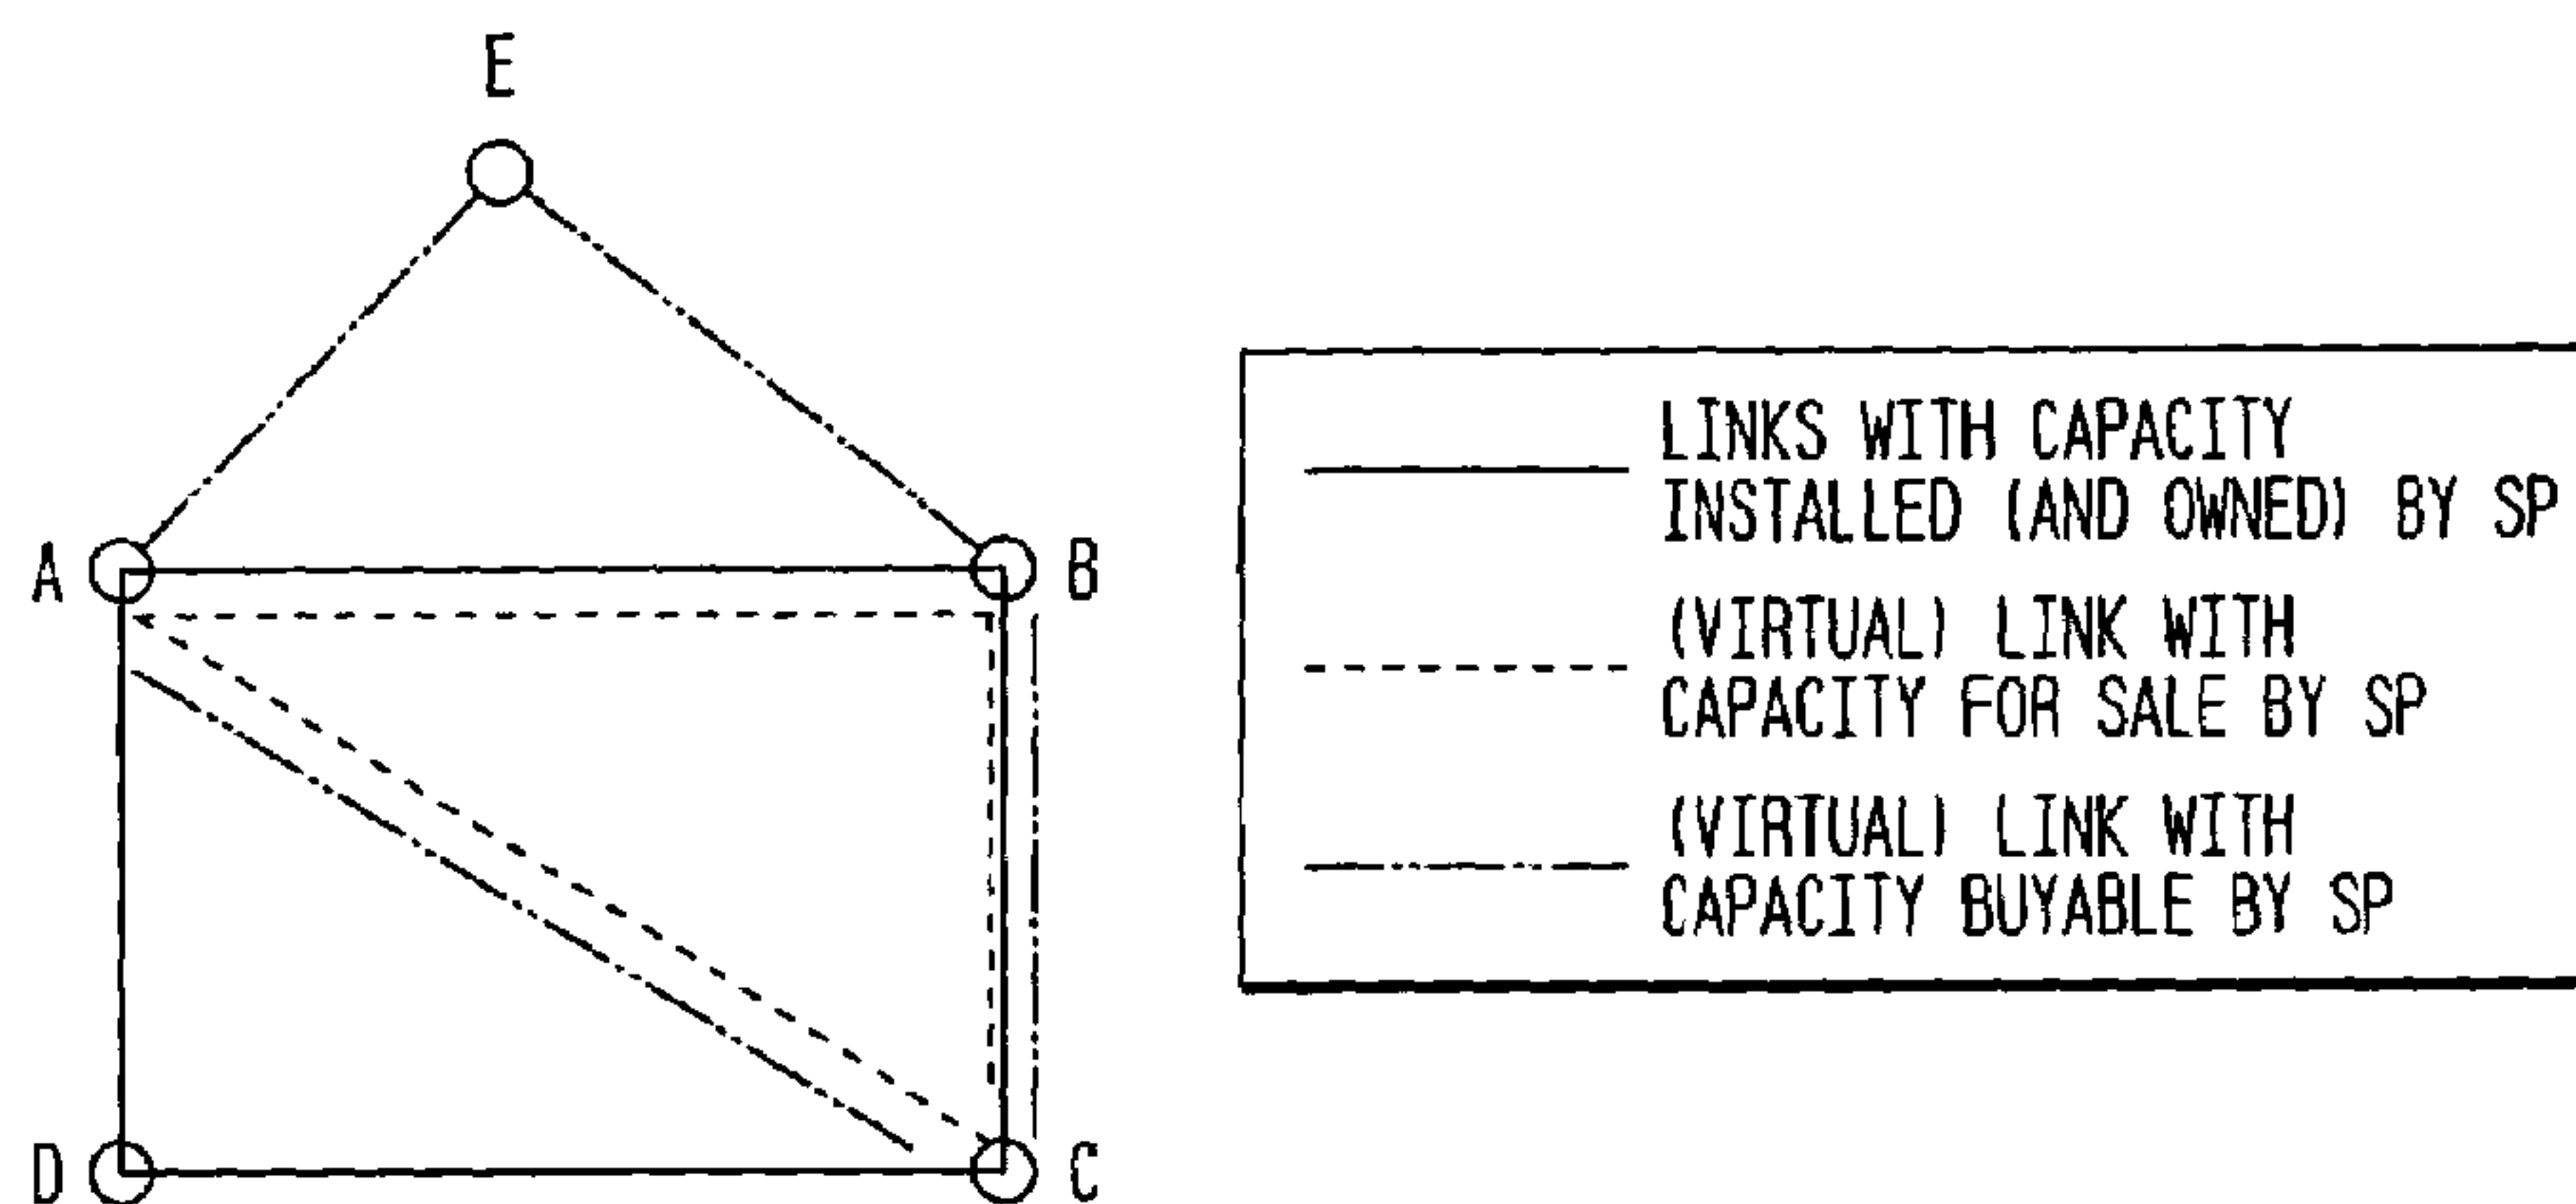 E
A
B
D
C
LINKS WITH CAPACITY
INSTALLED (AND OWNED) BY SP
(VIRTUAL) LINK WITH
CAPACITY FOR SALE BY SP
(VIRTUAL) LINK WITH
CAPACITY BUYABLE BY SP